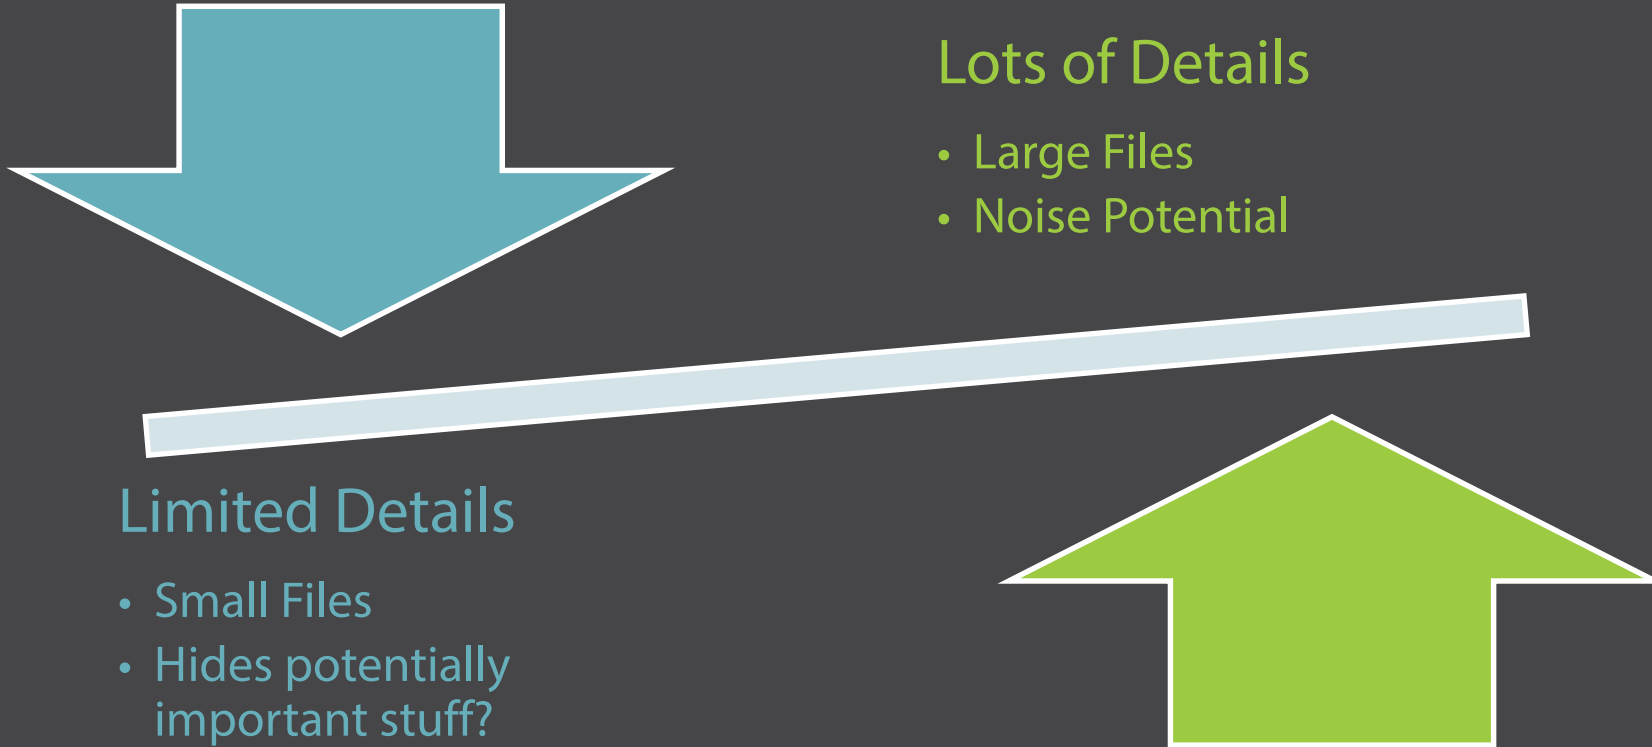 Lots of Details
• Large Files
• Noise Potential
Limited Details
• Small Files
• Hides potentially
important stuff?